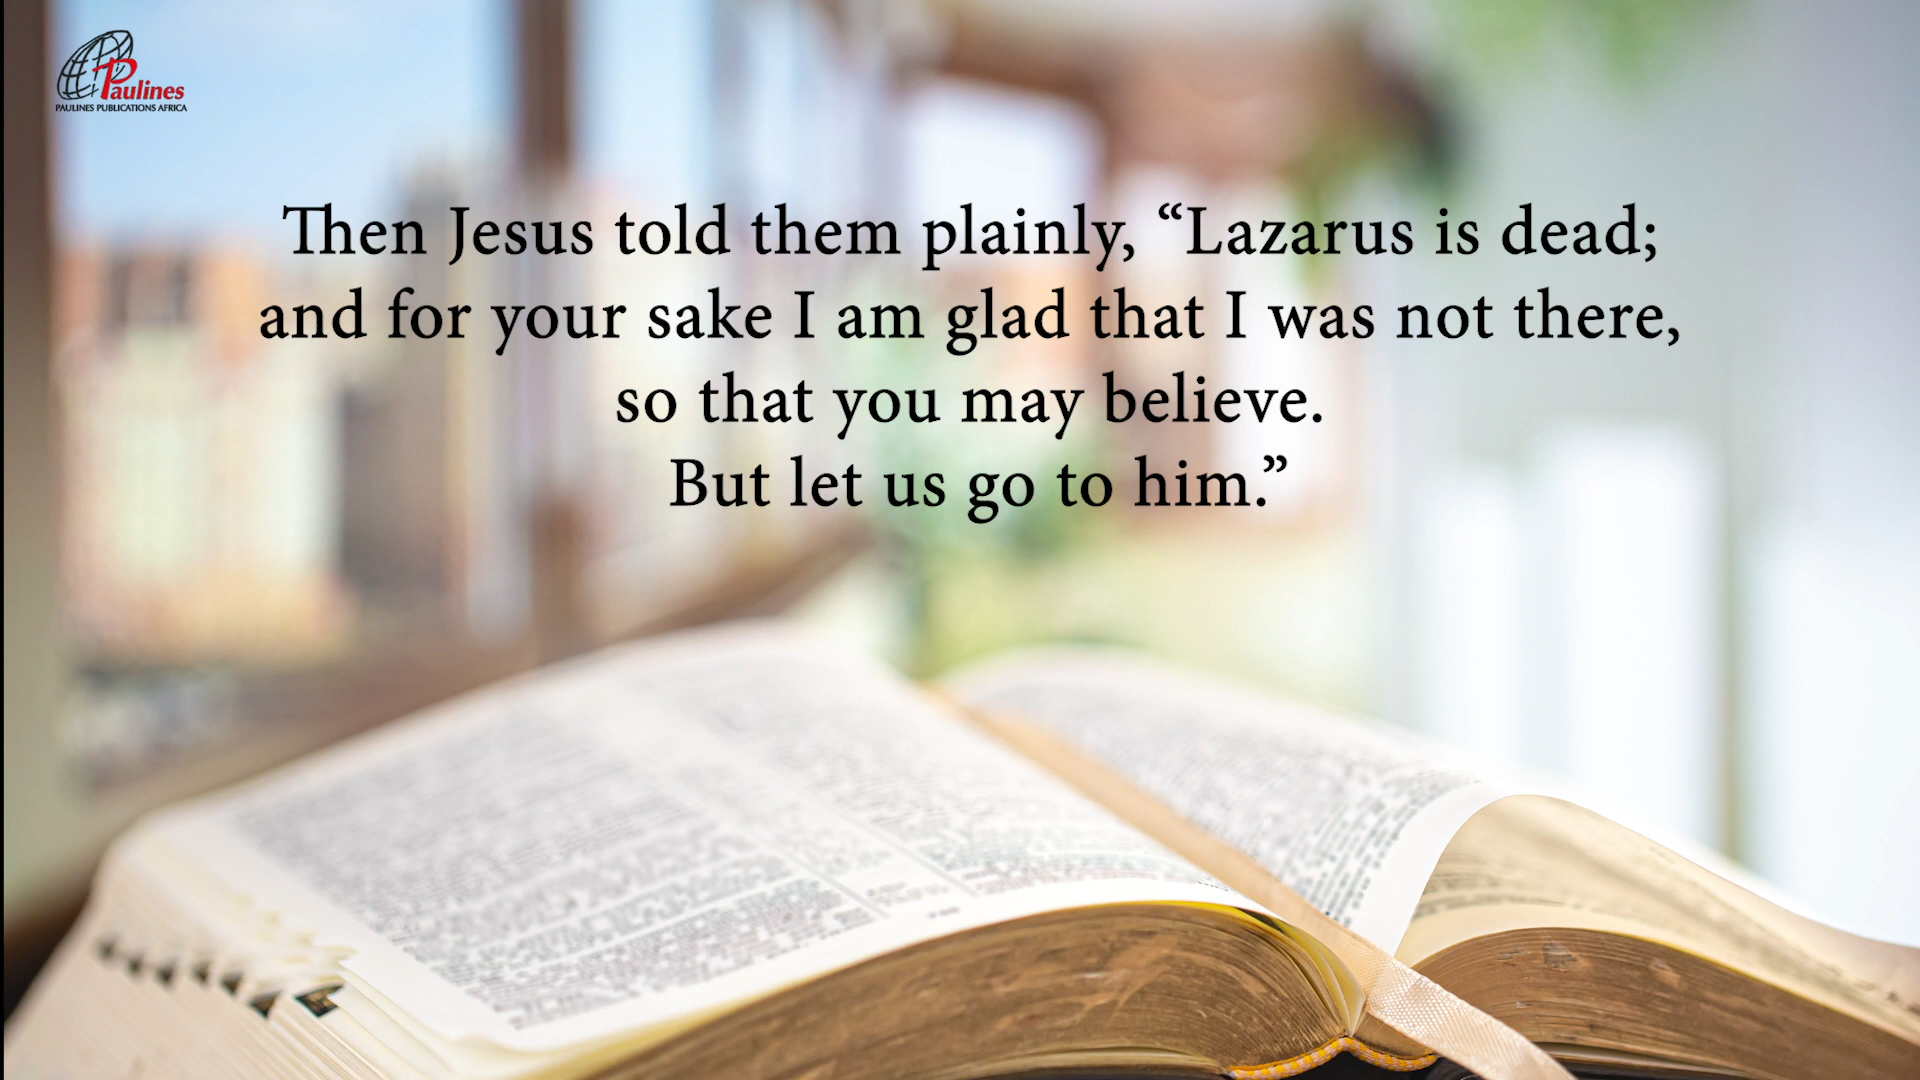 Paulines
PAULINES PUBLICATIONS AFRICA
Then Jesus told them plainly, “Lazarus is dead;
and for your sake I am glad that I was not there,
so that you may believe.
But let us go to him.”